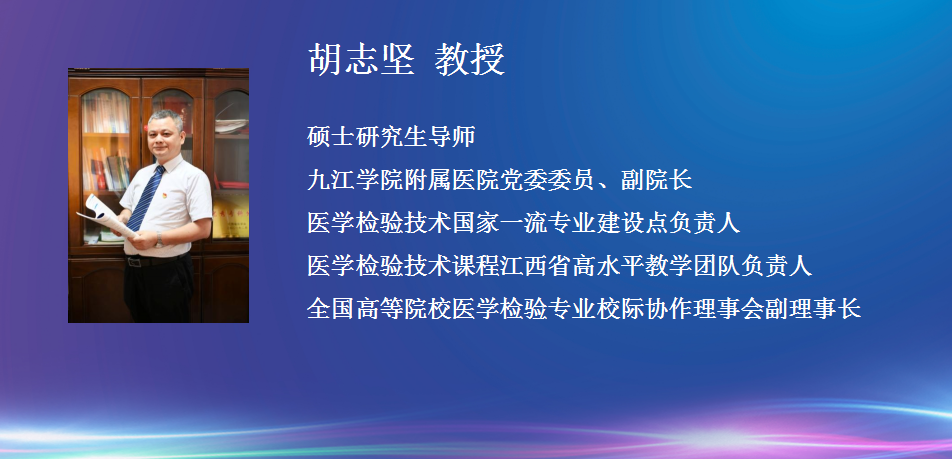 胡志坚 教授
硕士研究生导师
九江学院附属医院党委委员、副院长
医学检验技术国家一流专业建设点负责人
医学检验技术课程江西省高水平教学团队负责人
全国高等院校医学检验专业校际协作理事会副理事长